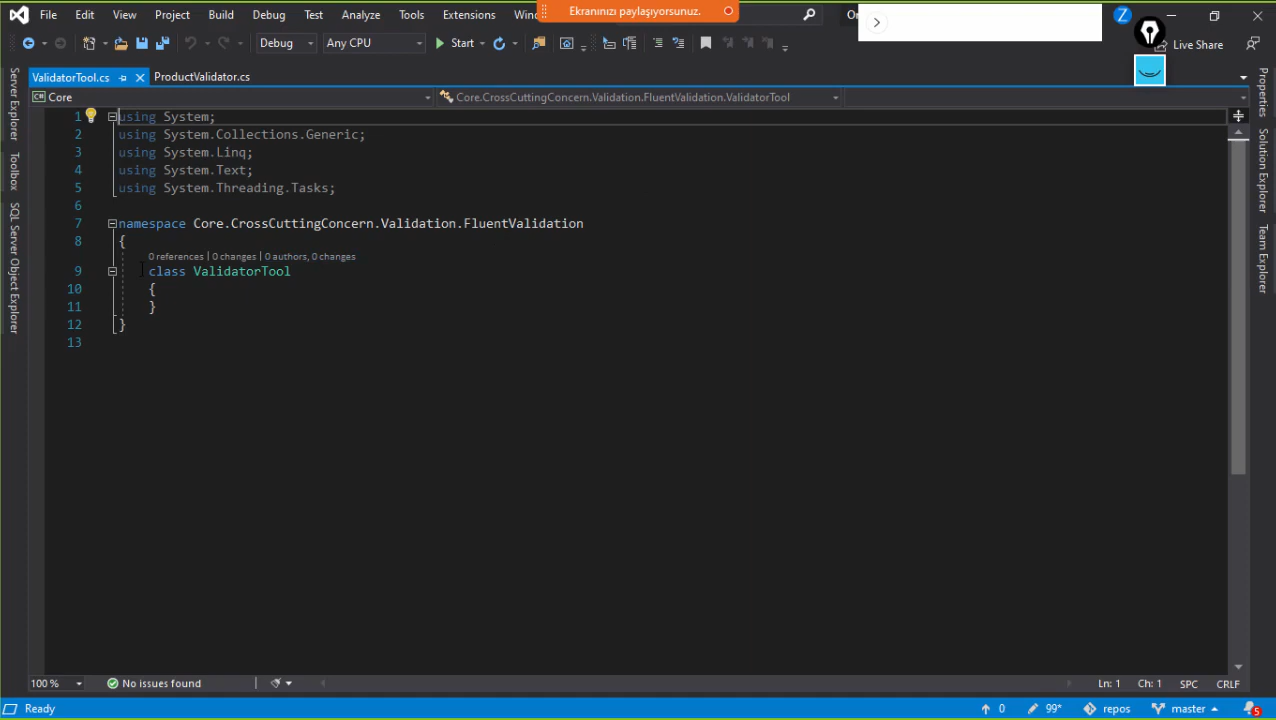 File Edit View Project Build Debug Test Analyze Tools Extensions
Ekranınızı paylaşıyorsunuz.
Debug Any CPU Start Live Share
ValidatorTool.cs ProductValidator.cs
Core Core.CrossCuttingConcern.Validation.FluentValidation.ValidatorTool
Server Explorer
Toolbox
SQL Server Object Explorer
Properties
Solution Explorer
Team Explorer
1 using System;
2 using System.Collections.Generic;
3 using System.Linq;
4 using System.Text;
5 using System.Threading.Tasks;
6
7 namespace Core.CrossCuttingConcern.Validation.FluentValidation
8 {
0 references | 0 changes | 0 authors, 0 changes
9 class ValidatorTool
10 {
11 }
12 }
13
100 % No issues found Ln: 1 Ch: 1 SPC CRLF
Ready 0 99* repos master 5